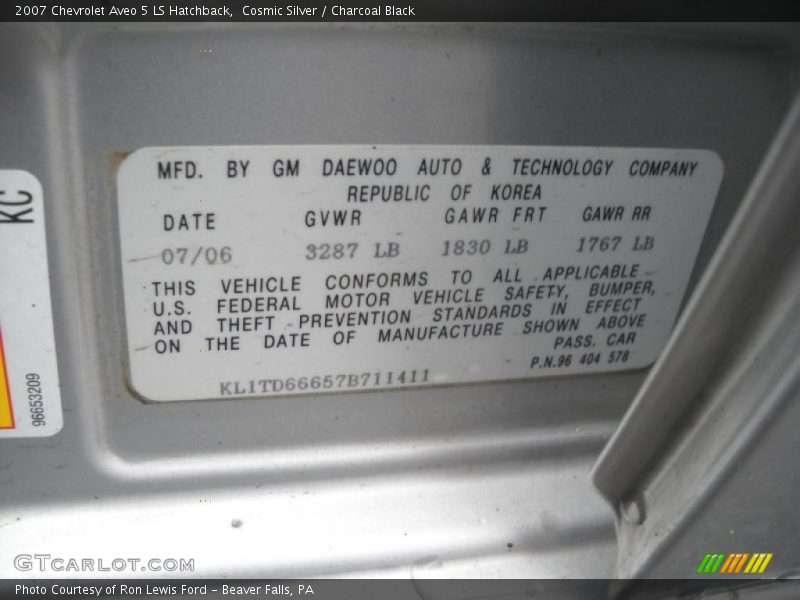 2007 Chevrolet Aveo 5 LS Hatchback,  Cosmic Silver / Charcoal Black
MFD. BY GM DAEWOO AUTO & TECHNOLOGY COMPANY
REPUBLIC OF KOREA
DATE GVWR GAWR FRT GAWR RR
07/06 3287 LB 1830 LB 1767 LB
THIS VEHICLE CONFORMS TO ALL APPLICABLE
U.S. FEDERAL MOTOR VEHICLE SAFETY, BUMPER,
AND THEFT PREVENTION STANDARDS IN EFFECT
ON THE DATE OF MANUFACTURE SHOWN ABOVE
PASS. CAR
P.N.96 404 578
KL1TD66657B711411
KC
96653209
GTCARLOT.COM
Photo Courtesy of Ron Lewis Ford – Beaver Falls, PA